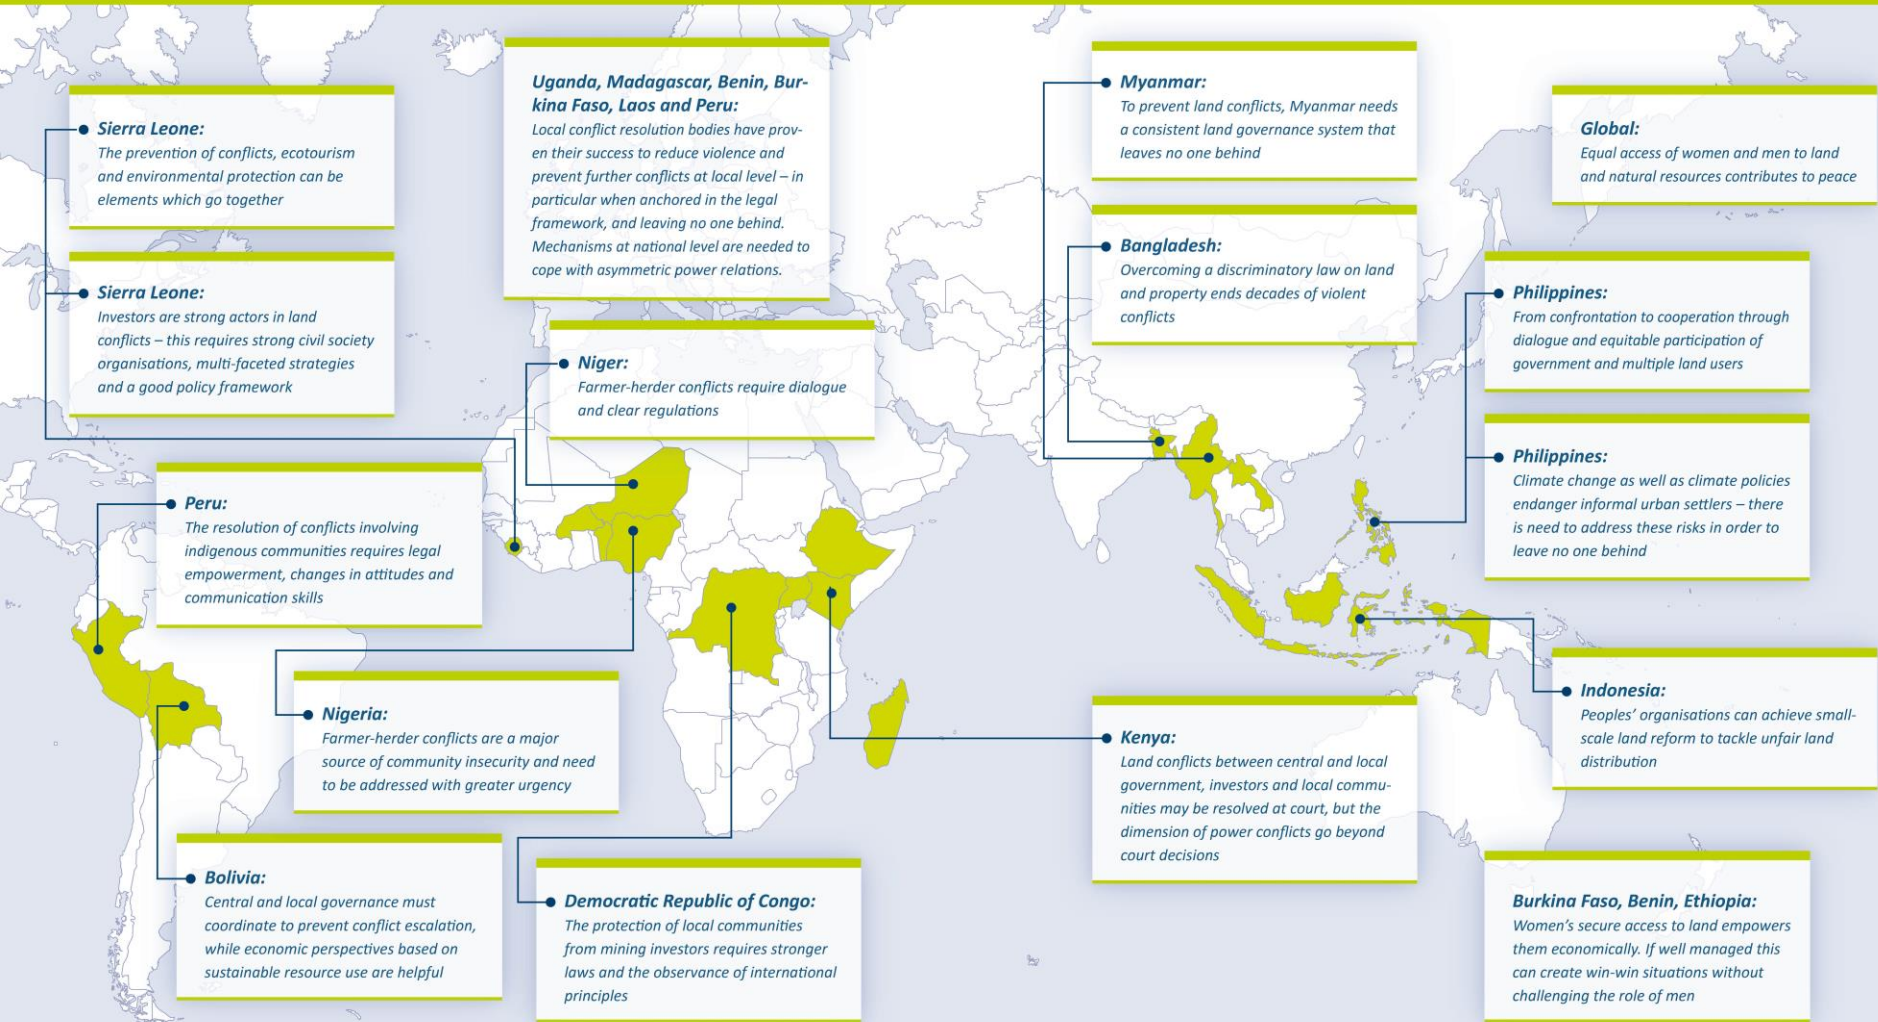 Sierra Leone:
The prevention of conflicts, ecotourism
and environmental protection can be
elements which go together
Sierra Leone:
Investors are strong actors in land
conflicts – this requires strong civil society
organisations, multi-faceted strategies
and a good policy framework
Peru:
The resolution of conflicts involving
indigenous communities requires legal
empowerment, changes in attitudes and
communication skills
Nigeria:
Farmer-herder conflicts are a major
source of community insecurity and need
to be addressed with greater urgency
Bolivia:
Central and local governance must
coordinate to prevent conflict escalation,
while economic perspectives based on
sustainable resource use are helpful
Uganda, Madagascar, Benin, Bur-
kina Faso, Laos and Peru:
Local conflict resolution bodies have prov-
en their success to reduce violence and
prevent further conflicts at local level – in
particular when anchored in the legal
framework, and leaving no one behind.
Mechanisms at national level are needed to
cope with asymmetric power relations.
Niger:
Farmer-herder conflicts require dialogue
and clear regulations
Democratic Republic of Congo:
The protection of local communities
from mining investors requires stronger
laws and the observance of international
principles
Myanmar:
To prevent land conflicts, Myanmar needs
a consistent land governance system that
leaves no one behind
Bangladesh:
Overcoming a discriminatory law on land
and property ends decades of violent
conflicts
Kenya:
Land conflicts between central and local
government, investors and local commu-
nities may be resolved at court, but the
dimension of power conflicts go beyond
court decisions
Global:
Equal access of women and men to land
and natural resources contributes to peace
Philippines:
From confrontation to cooperation through
dialogue and equitable participation of
government and multiple land users
Philippines:
Climate change as well as climate policies
endanger informal urban settlers – there
is need to address these risks in order to
leave no one behind
Indonesia:
Peoples’ organisations can achieve small-
scale land reform to tackle unfair land
distribution
Burkina Faso, Benin, Ethiopia:
Women’s secure access to land empowers
them economically. If well managed this
can create win-win situations without
challenging the role of men